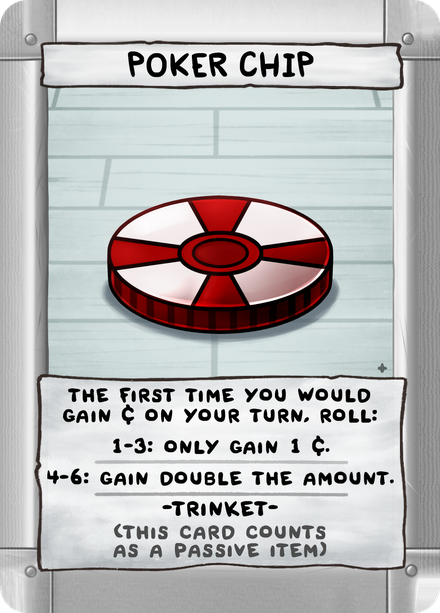 POKER CHIP
THE FIRST TIME YOU WOULD
GAIN ¢ ON YOUR TURN, ROLL:
1-3: ONLY GAIN 1 ¢.
4-6: GAIN DOUBLE THE AMOUNT.
-TRINKET-
(THIS CARD COUNTS
AS A PASSIVE ITEM)